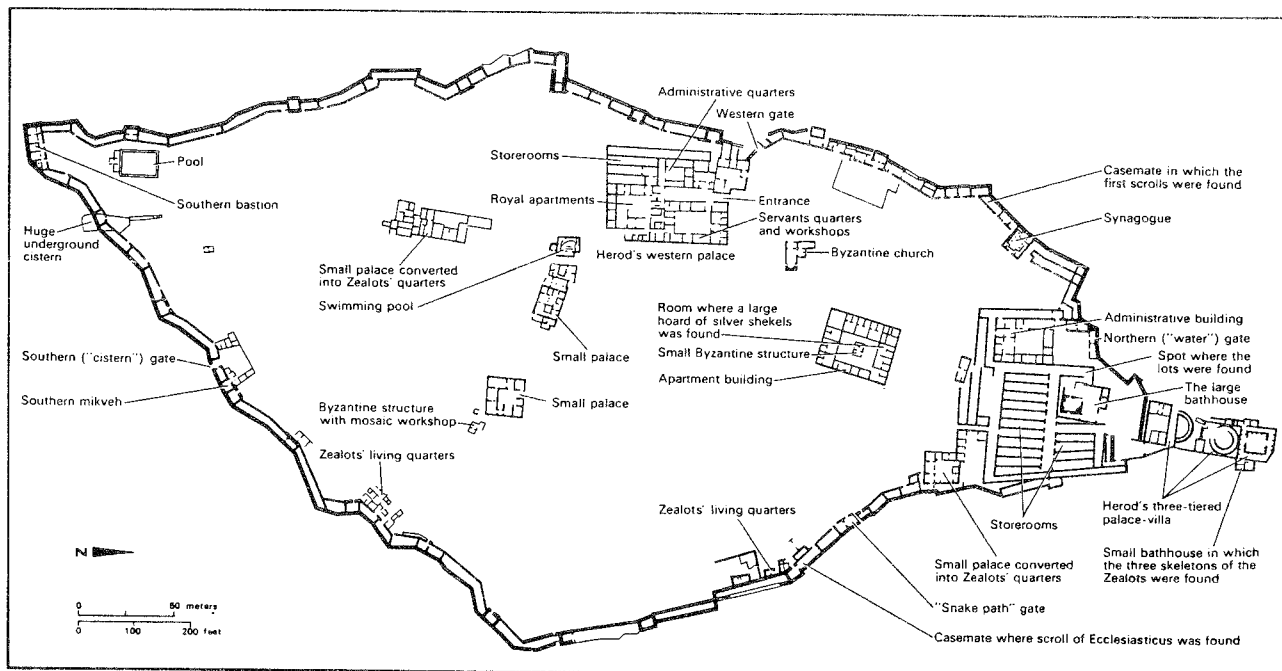 Administrative quarters
Western gate
Storerooms
Royal apartments
Entrance
Servants quarters
and workshops
Herod's western palace
Casemate in which the
first scrolls were found
Synagogue
Pool
Southern bastion
Huge
underground
cistern
Small palace converted
into Zealots' quarters
Swimming pool
Small palace
Byzantine church
Room where a large
hoard of silver shekels
was found
Small Byzantine structure
Apartment building
Administrative building
Northern ("water") gate
Spot where the
lots were found
The large
bathhouse
Southern ("cistern") gate
Southern mikveh
Small palace
Byzantine structure
with mosaic workshop
Zealots' living quarters
Zealots' living quarters
Storerooms
Herod's three-tiered
palace-villa
Small palace converted
into Zealots' quarters
Small bathhouse in which
the three skeletons of the
Zealots were found
"Snake path" gate
Casemate where scroll of Ecclesiasticus was found
N
0 50 meters
0 100 200 feet